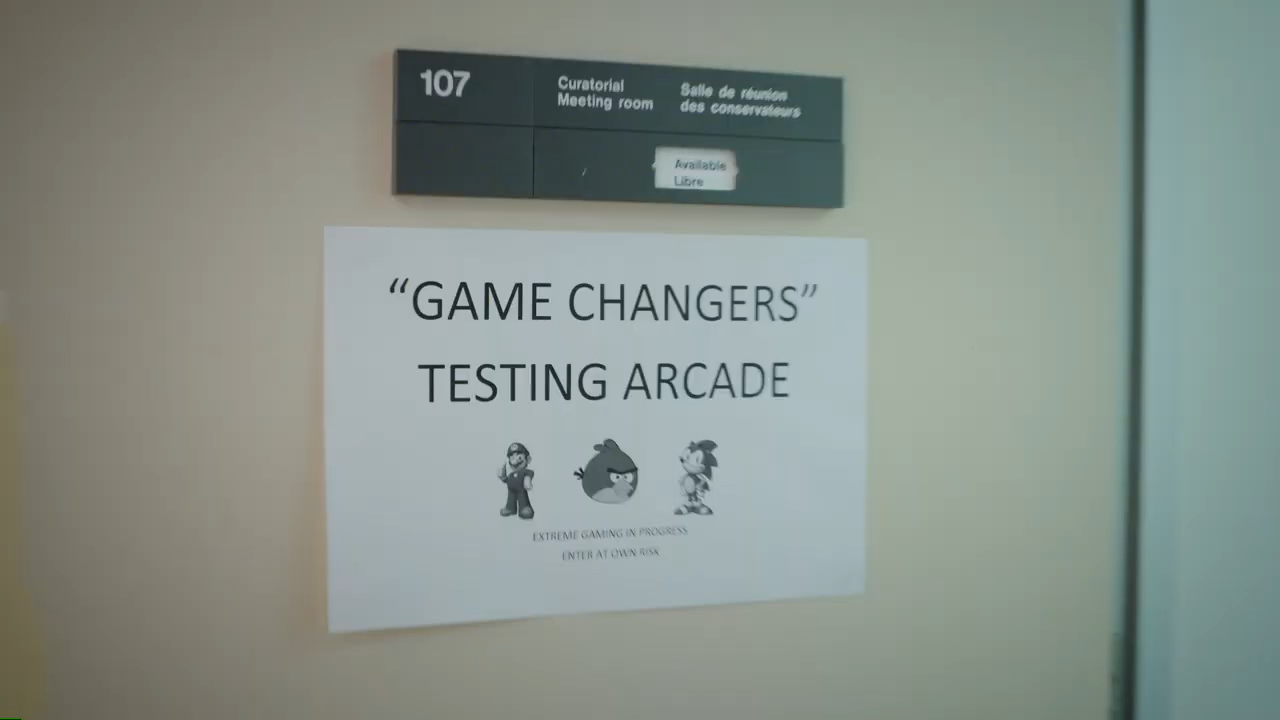 107
Curatorial
Meeting room
Salle de réunion
des conservateurs
Available
Libre
“GAME CHANGERS”
TESTING ARCADE
EXTREME GAMING IN PROGRESS
ENTER AT OWN RISK